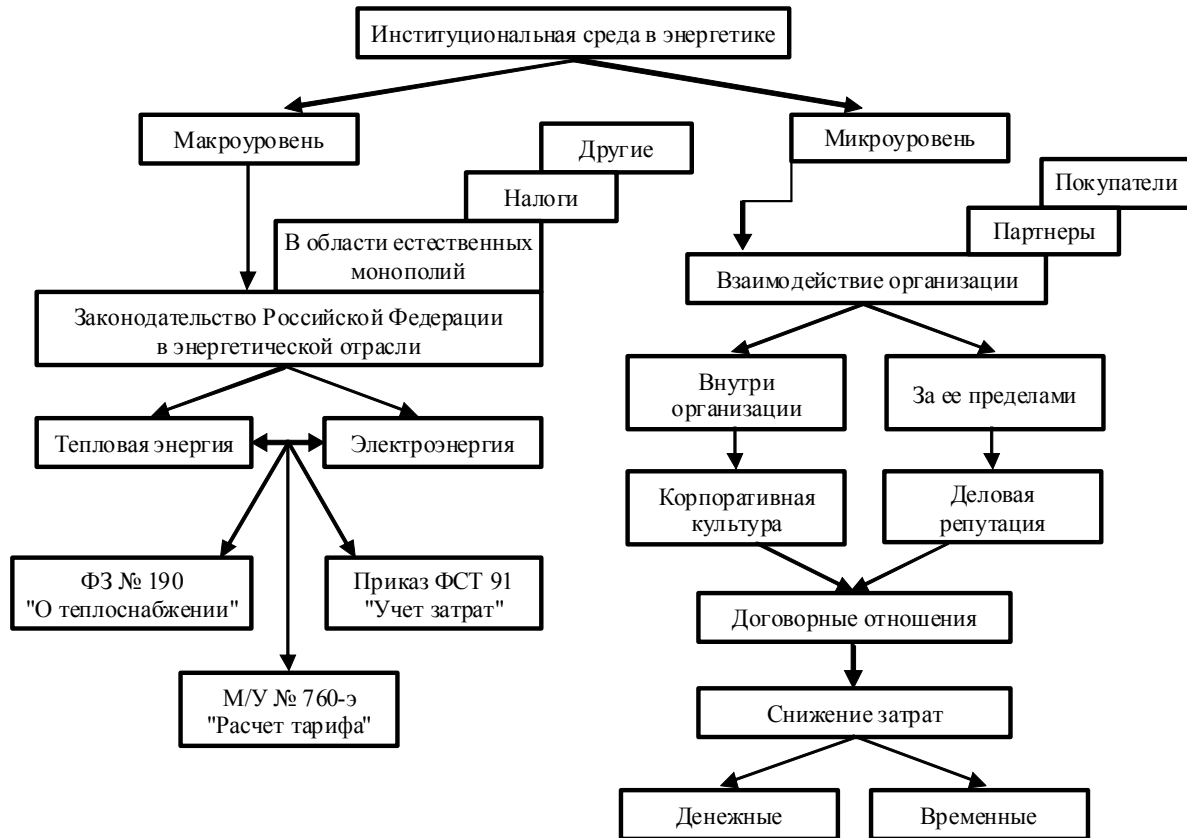 Институциональная среда в энергетике
Макроуровень
Микроуровень
Другие
Налоги
В области естественных
монополий
Законодательство Российской Федерации
в энергетической отрасли
Тепловая энергия
Электроэнергия
ФЗ № 190
"О теплоснабжении"
Приказ ФСТ 91
"Учет затрат"
М/У № 760-э
"Расчет тарифа"
Покупатели
Партнеры
Взаимодействие организации
Внутри
организации
За ее пределами
Корпоративная
культура
Деловая
репутация
Договорные отношения
Снижение затрат
Денежные
Временные